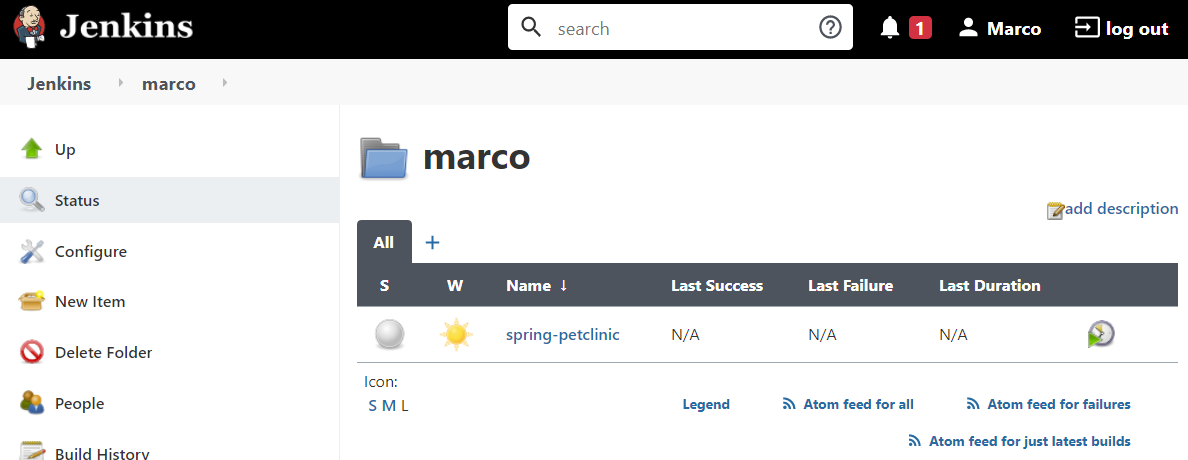 Jenkins
search
1
Marco
log out
Jenkins
marco
Up
Status
Configure
New Item
Delete Folder
People
Build History
marco
add description
All +
S W Name ↓ Last Success Last Failure Last Duration
spring-petclinic N/A N/A N/A
Icon:
S M L
Legend Atom feed for all Atom feed for failures
Atom feed for just latest builds